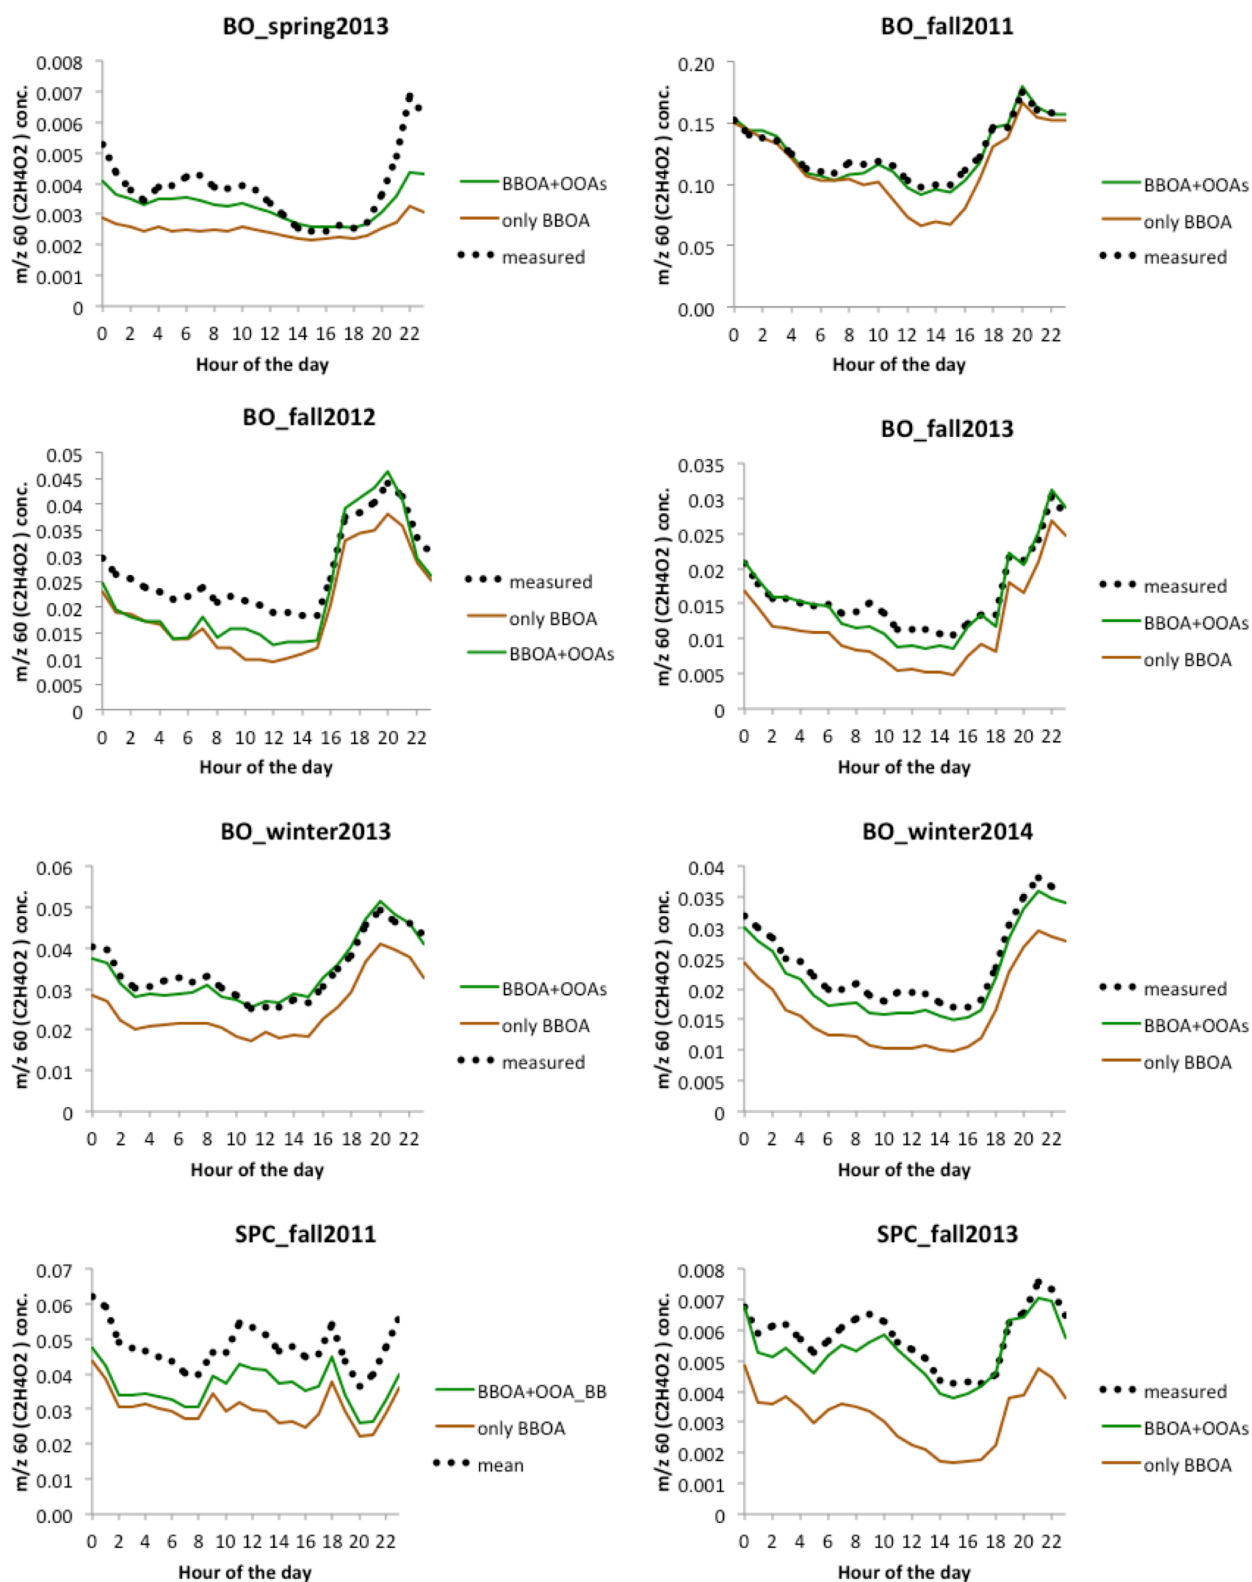 BO_spring2013
m/z 60 (C2H4O2 ) conc.
0.008
0.007
0.006
0.005
0.004
0.003
0.002
0.001
0
0 2 4 6 8 10 12 14 16 18 20 22
Hour of the day
BBOA+OOAs
only BBOA
measured
BO_fall2011
m/z 60 (C2H4O2 ) conc.
0.20
0.15
0.10
0.05
0.00
0 2 4 6 8 10 12 14 16 18 20 22
Hour of the day
BBOA+OOAs
only BBOA
measured
BO_fall2012
m/z 60 (C2H4O2 ) conc.
0.05
0.045
0.04
0.035
0.03
0.025
0.02
0.015
0.01
0.005
0
0 2 4 6 8 10 12 14 16 18 20 22
Hour of the day
measured
only BBOA
BBOA+OOAs
BO_fall2013
m/z 60 (C2H4O2 ) conc.
0.035
0.03
0.025
0.02
0.015
0.01
0.005
0
0 2 4 6 8 10 12 14 16 18 20 22
Hour of the day
measured
BBOA+OOAs
only BBOA
BO_winter2013
m/z 60 (C2H4O2 ) conc.
0.06
0.05
0.04
0.03
0.02
0.01
0
0 2 4 6 8 10 12 14 16 18 20 22
Hour of the day
BBOA+OOAs
only BBOA
measured
BO_winter2014
m/z 60 (C2H4O2 ) conc.
0.04
0.035
0.03
0.025
0.02
0.015
0.01
0.005
0
0 2 4 6 8 10 12 14 16 18 20 22
Hour of the day
measured
BBOA+OOAs
only BBOA
SPC_fall2011
m/z 60 (C2H4O2 ) conc.
0.07
0.06
0.05
0.04
0.03
0.02
0.01
0.00
0 2 4 6 8 10 12 14 16 18 20 22
Hour of the day
BBOA+OOA_BB
only BBOA
mean
SPC_fall2013
m/z 60 (C2H4O2 ) conc.
0.008
0.007
0.006
0.005
0.004
0.003
0.002
0.001
0
0 2 4 6 8 10 12 14 16 18 20 22
Hour of the day
measured
BBOA+OOAs
only BBOA